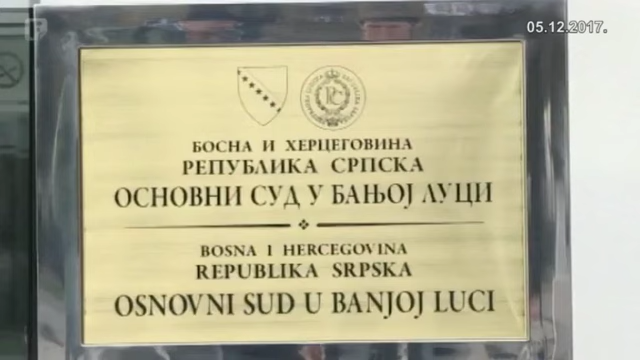 05.12.2017.
БОСНА И ХЕРЦЕГОВИНА
РЕПУБЛИКА СРПСКА
ОСНОВНИ СУД У БАЊОЈ ЛУЦИ
BOSNA I HERCEGOVINA
REPUBLIKA SRPSKA
OSNOVNI SUD U BANJOJ LUCI